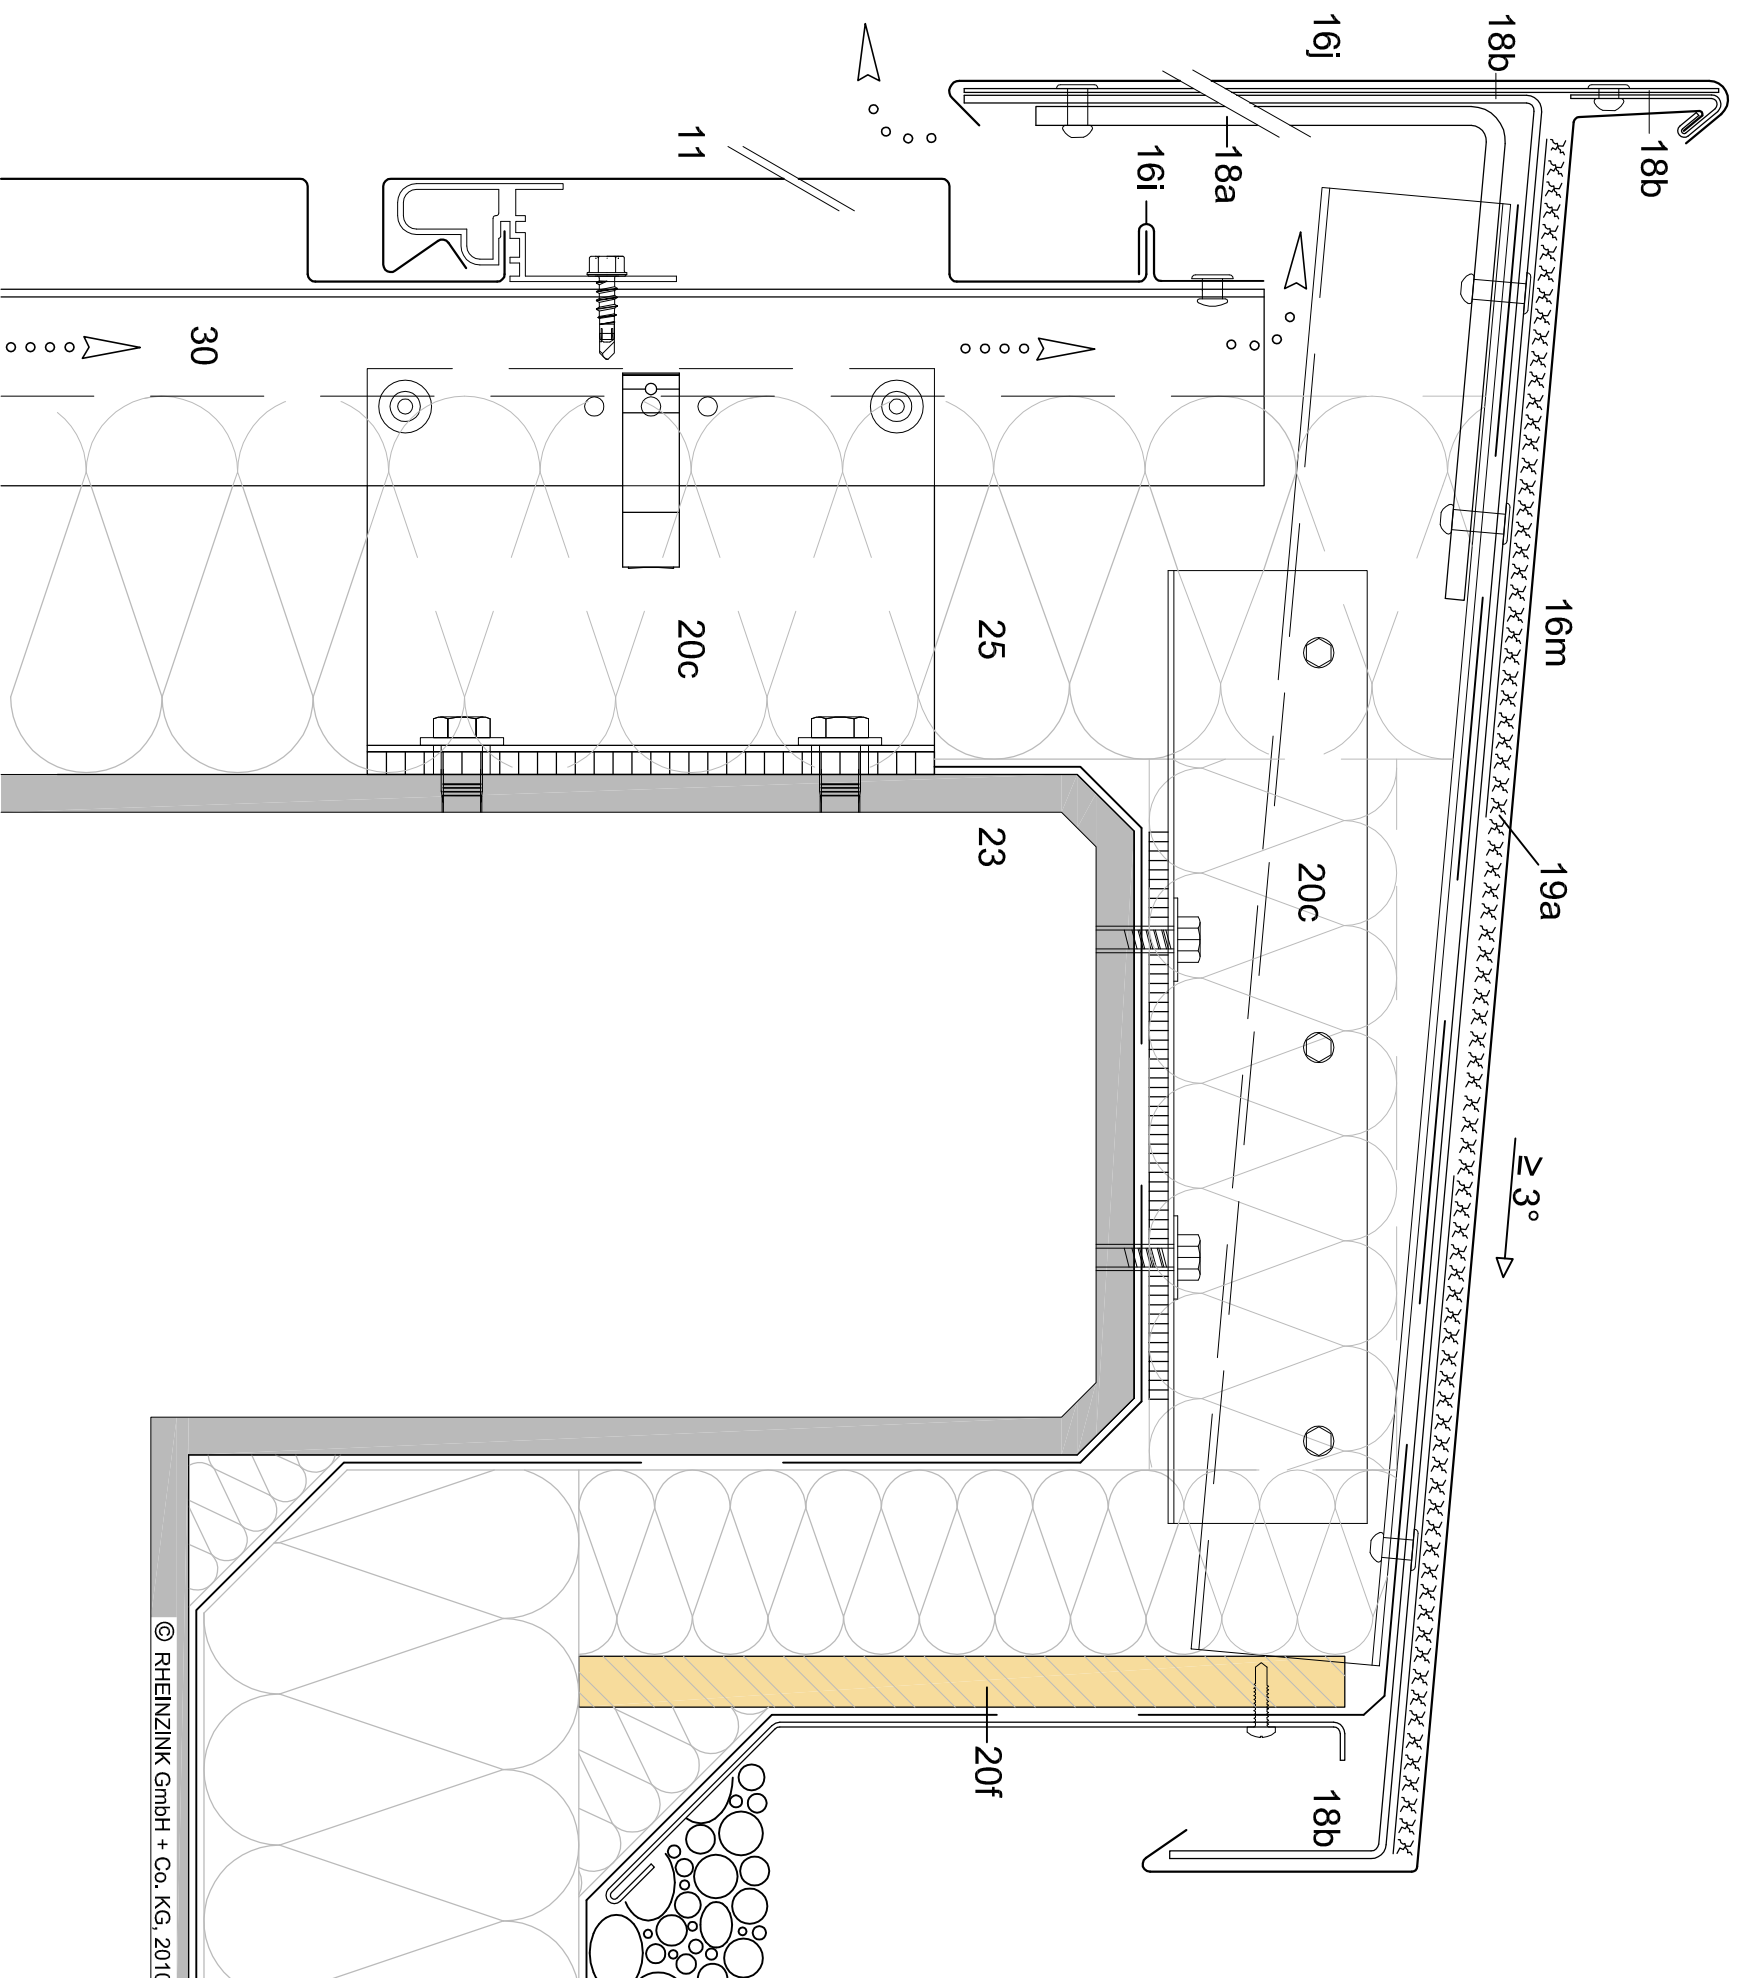 16j
18b
18b
18a
16i
11
16m
30
20c
25
23
20c
19a
≥ 3°
20f
18b
© RHEINZINK GmbH + Co. KG, 2010